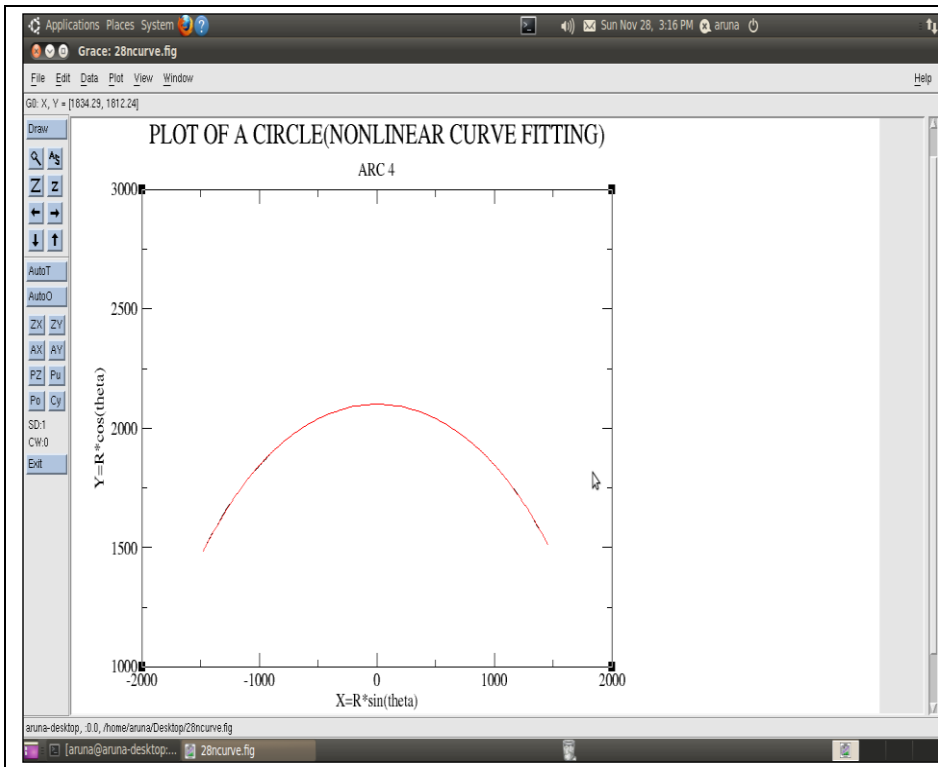 Applications Places System ? Sun Nov 28, 3:16 PM aruna
Grace: 28ncurve.fig
File Edit Data Plot View Window Help
G0: X, Y = [1834.29, 1812.24]
Draw
AS
Z z
AutoT
AutoO
ZX ZY
AX AY
PZ Pu
Po Cy
SD:1
CW:0
Exit
PLOT OF A CIRCLE(NONLINEAR CURVE FITTING)
ARC 4
3000
2500
2000
1500
1000
Y=R*cos(theta)
-2000 -1000 0 1000 2000
X=R*sin(theta)
aruna-desktop, :0.0, /home/aruna/Desktop/28ncurve.fig
[aruna@aruna-desktop:... 28ncurve.fig